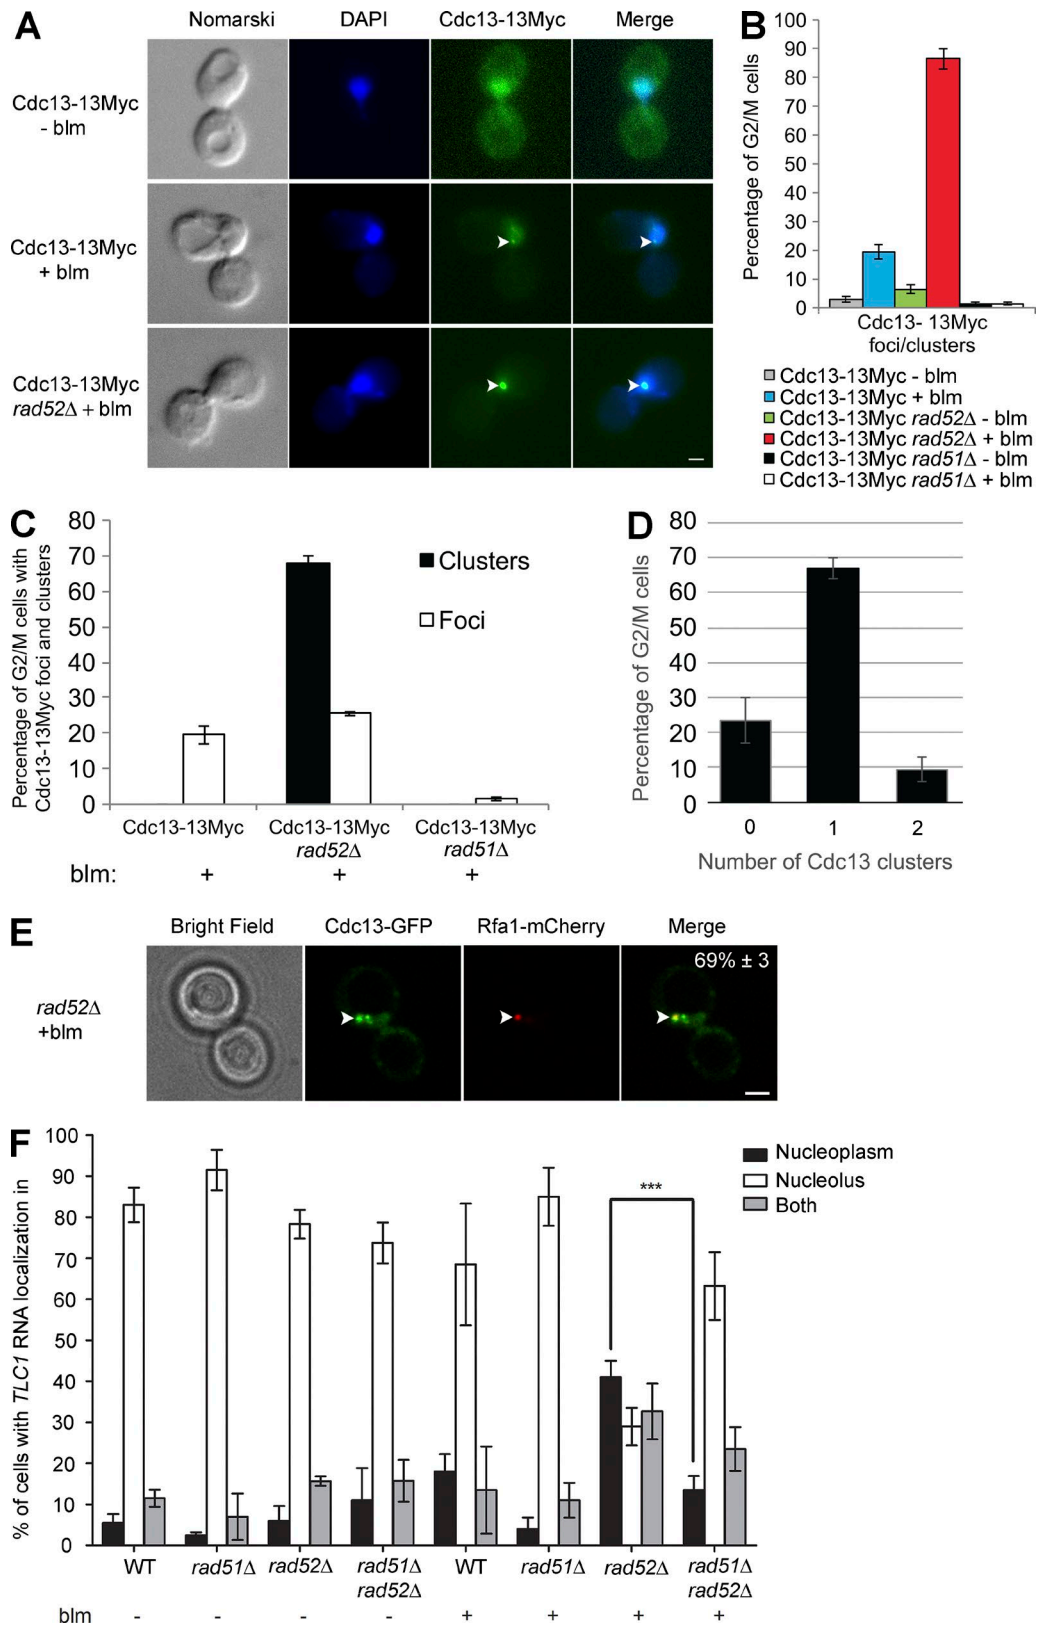 A
Nomarski DAPI Cdc13-13Myc Merge
Cdc13-13Myc
- blm
Cdc13-13Myc
+ blm
Cdc13-13Myc
rad52Δ + blm
B
Percentage of G2/M cells
100
90
80
70
60
50
40
30
20
10
0
Cdc13- 13Myc
foci/clusters
Cdc13-13Myc - blm
Cdc13-13Myc + blm
Cdc13-13Myc rad52Δ - blm
Cdc13-13Myc rad52Δ + blm
Cdc13-13Myc rad51Δ - blm
Cdc13-13Myc rad51Δ + blm
C
Percentage of G2/M cells with
Cdc13-13Myc foci and clusters
80
70
60
50
40
30
20
10
0
Clusters
Foci
Cdc13-13Myc Cdc13-13Myc Cdc13-13Myc
rad52Δ rad51Δ
blm: + + +
D
Percentage of G2/M cells
80
70
60
50
40
30
20
10
0
0 1 2
Number of Cdc13 clusters
E
Bright Field Cdc13-GFP Rfa1-mCherry Merge
69% ± 3
rad52Δ
+blm
F
% of cells with TLC1 RNA localization in
100
90
80
70
60
50
40
30
20
10
0
Nucleoplasm
Nucleolus
Both
***
WT rad51Δ rad52Δ rad51Δ WT rad51Δ rad52Δ rad51Δ
rad52Δ rad52Δ
blm - - - - + + + +